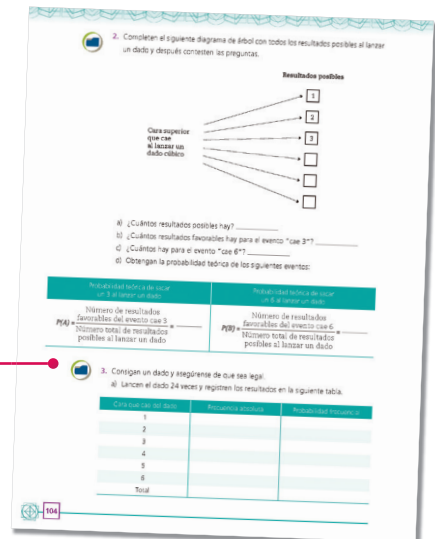 2. Completen el siguiente diagrama de árbol con todos los resultados posibles al lanzar
un dado y después contesten las preguntas.
Resultados posibles
1
2
3
Cara superior
que cae
al lanzar un
dado cúbico
a) ¿Cuántos resultados posibles hay?
b) ¿Cuántos resultados favorables hay para el evento "cae 3"?
c) ¿Cuántos hay para el evento "cae 6"?
d) Obtengan la probabilidad teórica de los siguientes eventos:
Probabilidad teórica de sacar
un 3 al lanzar un dado
Probabilidad teórica de sacar
un 6 al lanzar un dado
P(A) = Número de resultados favorables del evento cae 3 / Número total de resultados posibles al lanzar un dado =
P(B) = Número de resultados favorables del evento cae 6 / Número total de resultados posibles al lanzar un dado =
3. Consigan un dado y asegúrense de que sea legal.
a) Lancen el dado 24 veces y registren los resultados en la siguiente tabla.
Cara que cae del dado Frecuencia absoluta Probabilidad frecuencial
1
2
3
4
5
6
Total
104